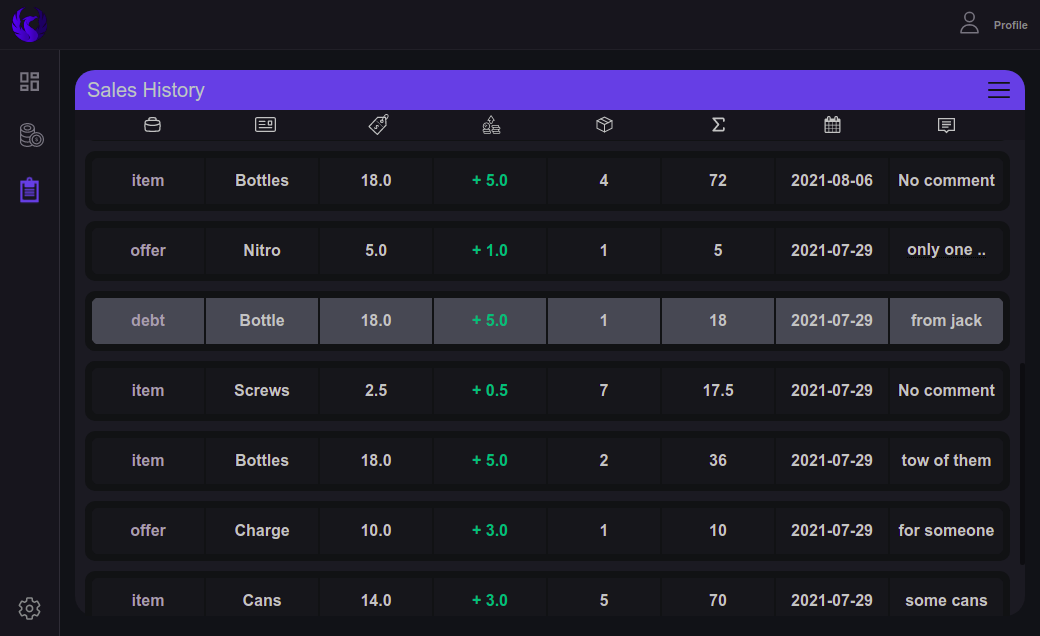 Profile
Sales History
item Bottles 18.0 + 5.0 4 72 2021-08-06 No comment
offer Nitro 5.0 + 1.0 1 5 2021-07-29 only one ..
debt Bottle 18.0 + 5.0 1 18 2021-07-29 from jack
item Screws 2.5 + 0.5 7 17.5 2021-07-29 No comment
item Bottles 18.0 + 5.0 2 36 2021-07-29 tow of them
offer Charge 10.0 + 3.0 1 10 2021-07-29 for someone
item Cans 14.0 + 3.0 5 70 2021-07-29 some cans